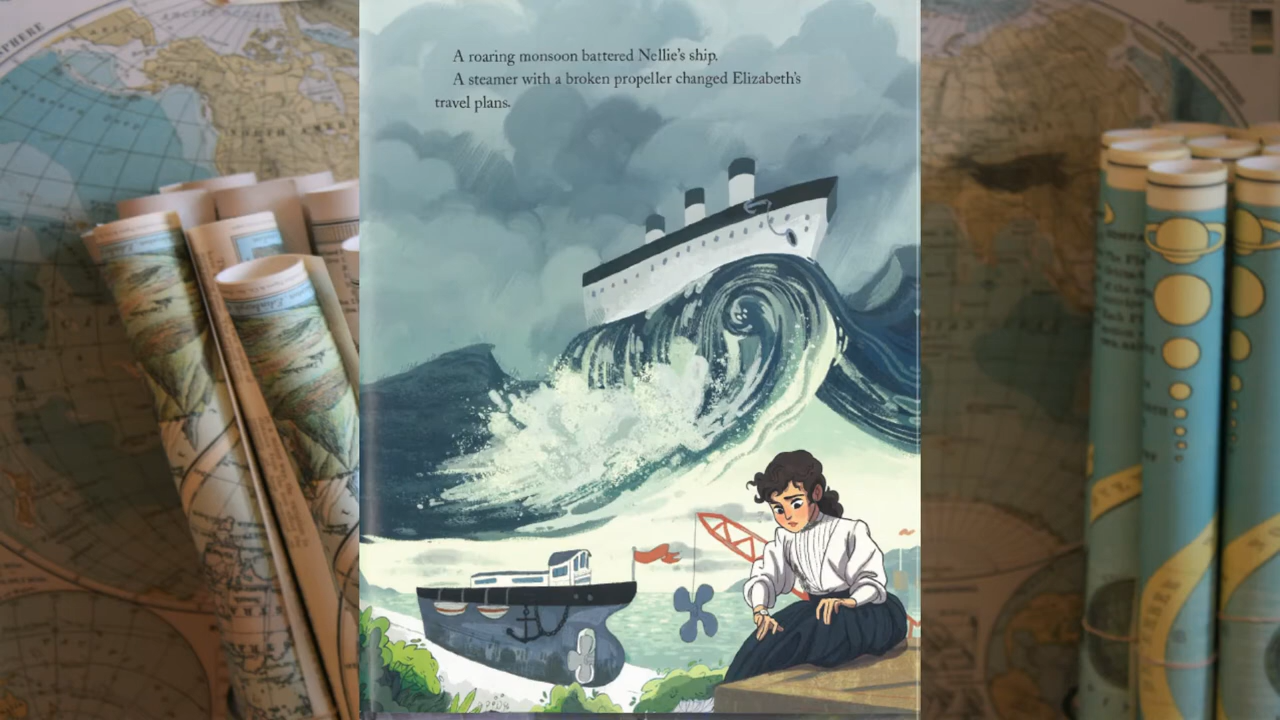 A roaring monsoon battered Nellie's ship.
A steamer with a broken propeller changed Elizabeth's
travel plans.